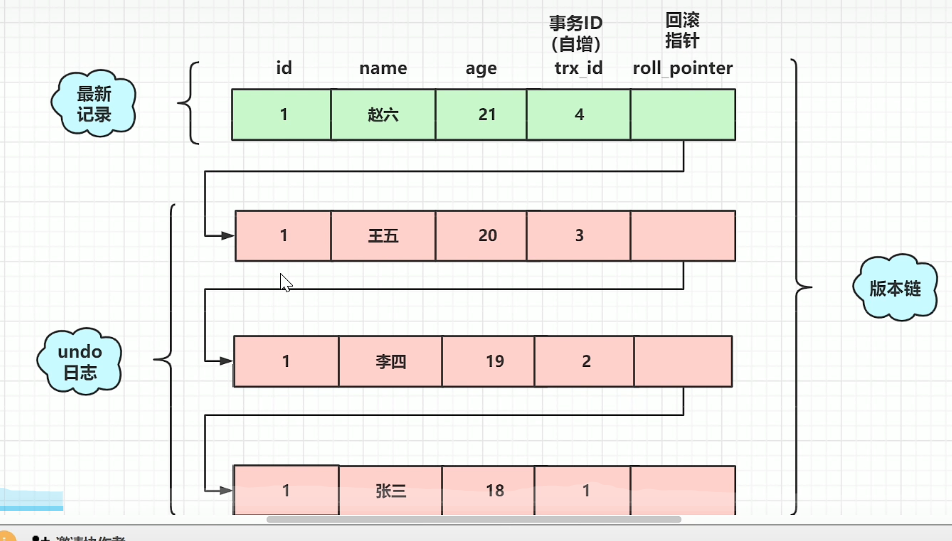 事务ID
(自增)
回滚
指针
id name age trx_id roll_pointer
最新
记录
1 赵六 21 4
1 王五 20 3
版本链
undo
日志
1 李四 19 2
1 张三 18 1